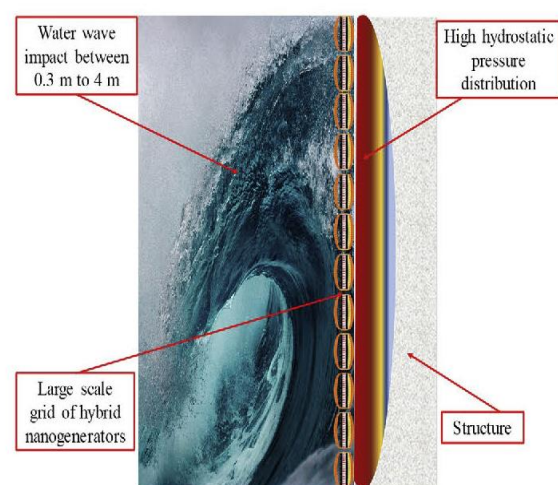 Water wave
impact between
0.3 m to 4 m
High hydrostatic
pressure
distribution
Large scale
grid of hybrid
nanogenerators
Structure